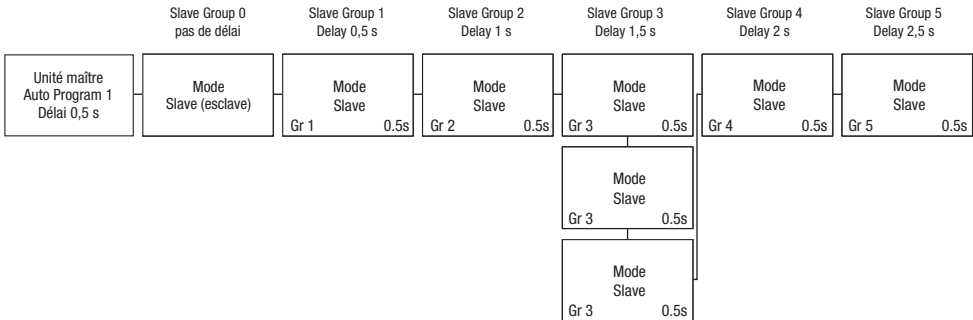 Slave Group 0
pas de délai
Slave Group 1
Delay 0,5 s
Slave Group 2
Delay 1 s
Slave Group 3
Delay 1,5 s
Slave Group 4
Delay 2 s
Slave Group 5
Delay 2,5 s
Unité maître
Auto Program 1
Délai 0,5 s
Mode
Slave (esclave)
Mode
Slave
Gr 1 0.5s
Mode
Slave
Gr 2 0.5s
Mode
Slave
Gr 3 0.5s
Mode
Slave
Gr 4 0.5s
Mode
Slave
Gr 5 0.5s
Mode
Slave
Gr 3 0.5s
Mode
Slave
Gr 3 0.5s